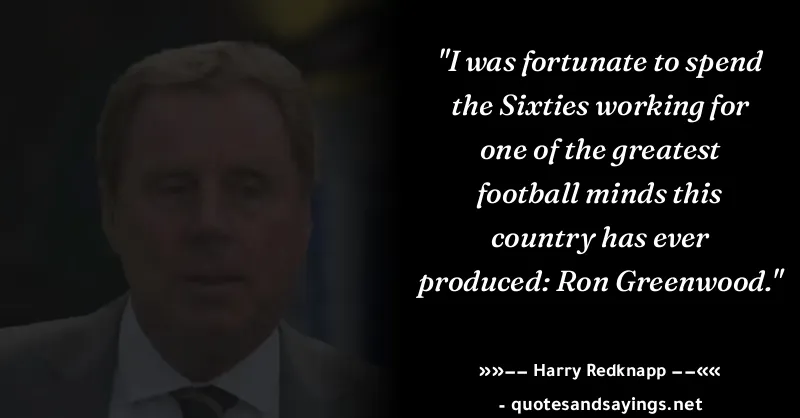 "I was fortunate to spend
the Sixties working for
one of the greatest
football minds this
country has ever
produced: Ron Greenwood."
»»–– Harry Redknapp ––««
- quotesandsayings.net